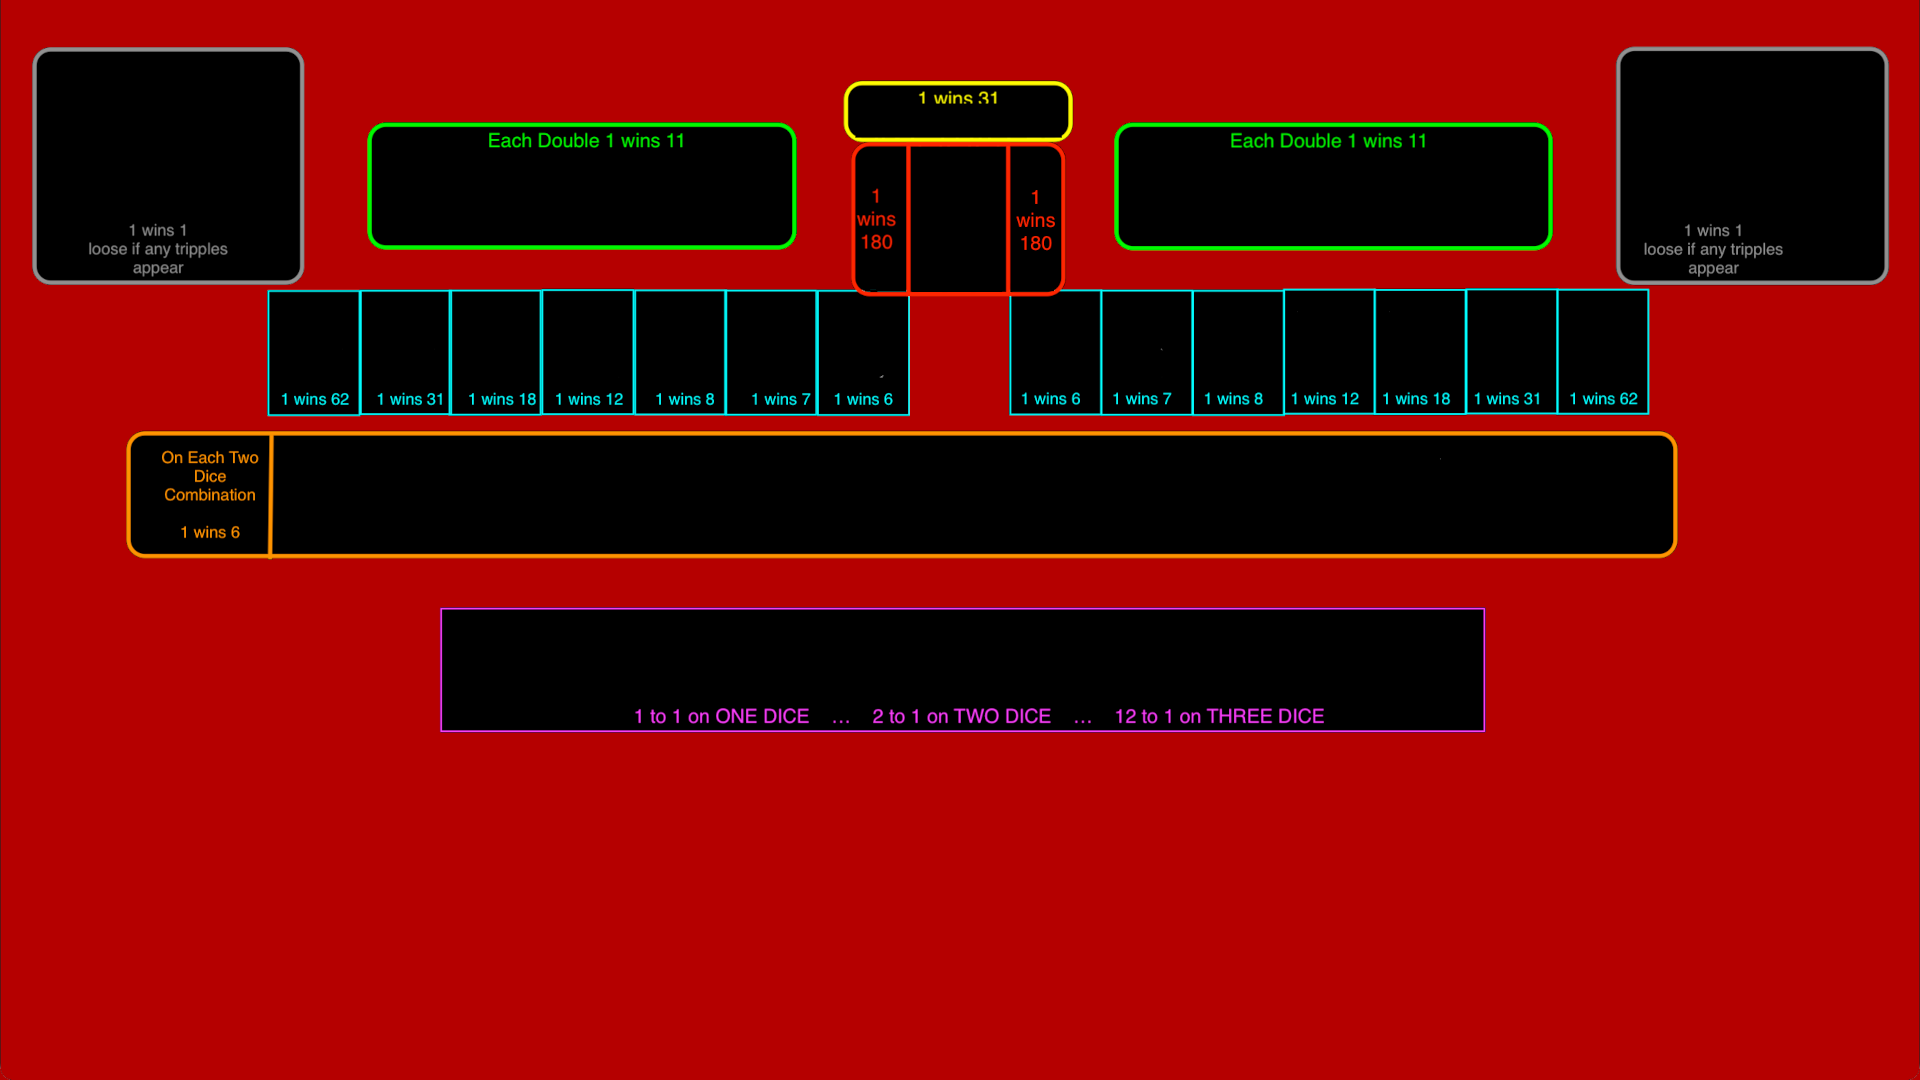 1 wins 31
Each Double 1 wins 11
Each Double 1 wins 11
1
wins
180
1
wins
180
1 wins 1
loose if any tripples
appear
1 wins 1
loose if any tripples
appear
1 wins 62
1 wins 31
1 wins 18
1 wins 12
1 wins 8
1 wins 7
1 wins 6
1 wins 6
1 wins 7
1 wins 8
1 wins 12
1 wins 18
1 wins 31
1 wins 62
On Each Two
Dice
Combination
1 wins 6
1 to 1 on ONE DICE ... 2 to 1 on TWO DICE ... 12 to 1 on THREE DICE